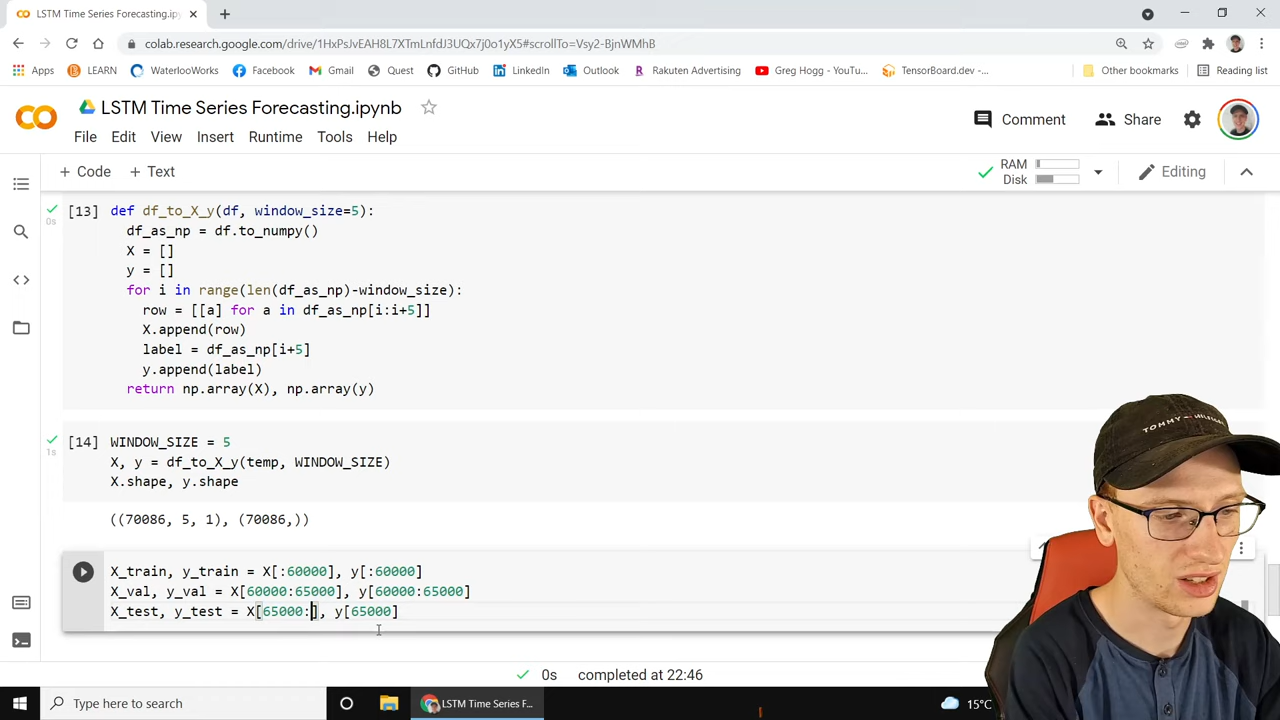 LSTM Time Series Forecasting.ipy
colab.research.google.com/drive/1HxPsJvEAH8L7XTmLnfdJ3UQx7j0o1yX5#scrollTo=Vsy2-BjnWMhB
Apps LEARN WaterlooWorks Facebook Gmail Quest GitHub LinkedIn Outlook Rakuten Advertising Greg Hogg - YouTu... TensorBoard.dev -... Other bookmarks Reading list
LSTM Time Series Forecasting.ipynb
Comment Share
File Edit View Insert Runtime Tools Help
+ Code + Text RAM Disk Editing
[13] def df_to_X_y(df, window_size=5):
0s
df_as_np = df.to_numpy()
X = []
y = []
for i in range(len(df_as_np)-window_size):
row = [[a] for a in df_as_np[i:i+5]]
X.append(row)
label = df_as_np[i+5]
y.append(label)
return np.array(X), np.array(y)
[14] WINDOW_SIZE = 5
1s
X, y = df_to_X_y(temp, WINDOW_SIZE)
X.shape, y.shape
((70086, 5, 1), (70086,))
X_train, y_train = X[:60000], y[:60000]
X_val, y_val = X[60000:65000], y[60000:65000]
X_test, y_test = X[65000:], y[65000]
0s completed at 22:46
Type here to search
LSTM Time Series F...
15°C
TOMMY HILFIGER